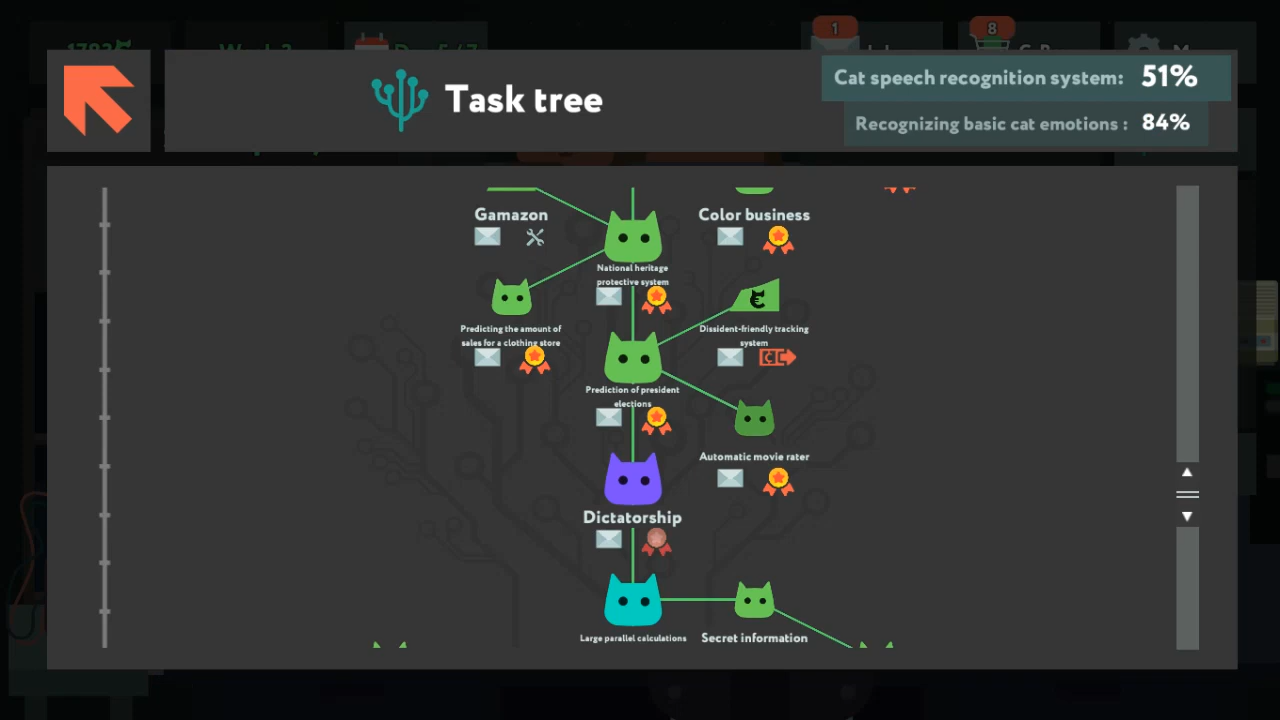 1
8
Task tree
Cat speech recognition system: 51%
Recognizing basic cat emotions : 84%
Gamazon
Color business
National heritage
protective system
Predicting the amount of
sales for a clothing store
Dissident-friendly tracking
system
Prediction of president
elections
Automatic movie rater
Dictatorship
Large parallel calculations
Secret information